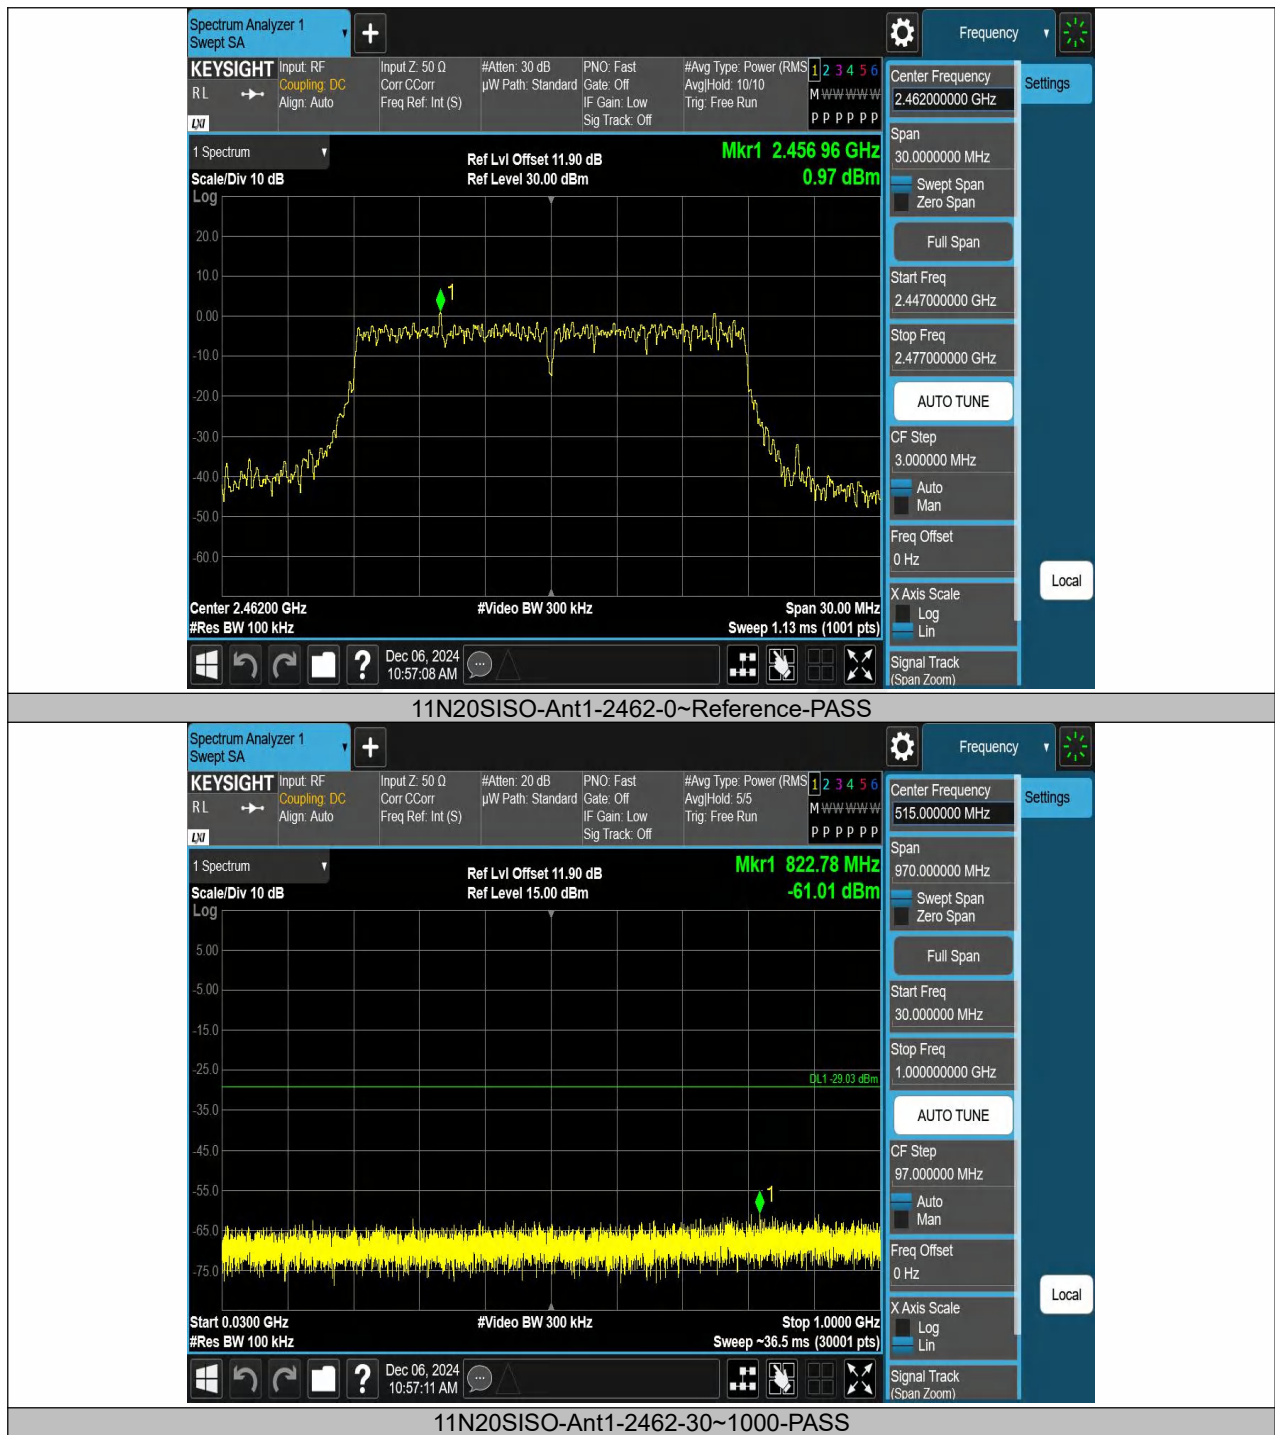 Spectrum Analyzer 1
Swept SA
+
Frequency
KEYSIGHT
RL
LXI
Input: RF
Coupling: DC
Align: Auto
Input Z: 50 Ω
Corr CCorr
Freq Ref: Int (S)
#Atten: 30 dB
µW Path: Standard
PNO: Fast
Gate: Off
IF Gain: Low
Sig Track: Off
#Avg Type: Power (RMS
Avg|Hold: 10/10
Trig: Free Run
1 2 3 4 5 6
M W W W W W
P P P P P P
1 Spectrum
Scale/Div 10 dB
Ref Lvl Offset 11.90 dB
Ref Level 30.00 dBm
Mkr1 2.456 96 GHz
0.97 dBm
Log
20.0
10.0
0.00
-10.0
-20.0
-30.0
-40.0
-50.0
-60.0
1
Center 2.46200 GHz
#Video BW 300 kHz
Span 30.00 MHz
#Res BW 100 kHz
Sweep 1.13 ms (1001 pts)
?
Dec 06, 2024
10:57:08 AM
Center Frequency
2.462000000 GHz
Span
30.0000000 MHz
Swept Span
Zero Span
Full Span
Start Freq
2.447000000 GHz
Stop Freq
2.477000000 GHz
AUTO TUNE
CF Step
3.000000 MHz
Auto
Man
Freq Offset
0 Hz
X Axis Scale
Log
Lin
Signal Track
(Span Zoom)
Settings
Local
11N20SISO-Ant1-2462-0~Reference-PASS
Spectrum Analyzer 1
Swept SA
+
Frequency
KEYSIGHT
RL
LXI
Input: RF
Coupling: DC
Align: Auto
Input Z: 50 Ω
Corr CCorr
Freq Ref: Int (S)
#Atten: 20 dB
µW Path: Standard
PNO: Fast
Gate: Off
IF Gain: Low
Sig Track: Off
#Avg Type: Power (RMS
Avg|Hold: 5/5
Trig: Free Run
1 2 3 4 5 6
M W W W W W
P P P P P P
1 Spectrum
Scale/Div 10 dB
Ref Lvl Offset 11.90 dB
Ref Level 15.00 dBm
Mkr1 822.78 MHz
-61.01 dBm
Log
5.00
-5.00
-15.0
-25.0
-35.0
-45.0
-55.0
-65.0
-75.0
DL1 -29.03 dBm
1
Start 0.0300 GHz
#Video BW 300 kHz
Stop 1.0000 GHz
#Res BW 100 kHz
Sweep ~36.5 ms (30001 pts)
?
Dec 06, 2024
10:57:11 AM
Center Frequency
515.000000 MHz
Span
970.000000 MHz
Swept Span
Zero Span
Full Span
Start Freq
30.000000 MHz
Stop Freq
1.000000000 GHz
AUTO TUNE
CF Step
97.000000 MHz
Auto
Man
Freq Offset
0 Hz
X Axis Scale
Log
Lin
Signal Track
(Span Zoom)
Settings
Local
11N20SISO-Ant1-2462-30~1000-PASS